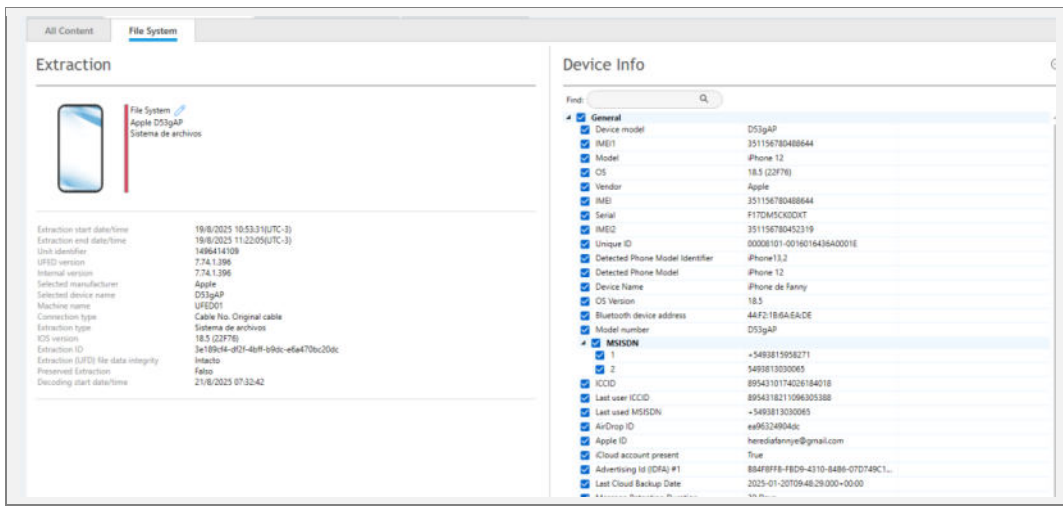 All Content File System
Extraction
File System
Apple D53gAP
Sistema de archivos
Extraction start date/time 19/8/2025 10:53:31(UTC-3)
Extraction end date/time 19/8/2025 11:22:05(UTC-3)
Unit identifier 1496414109
UFED version 7.74.1.396
Internal version 7.74.1.396
Selected manufacturer Apple
Selected device name D53gAP
Machine name UFED01
Connection type Cable No. Original cable
Extraction type Sistema de archivos
iOS version 18.5 (22F76)
Extraction ID 3e189cf4-df2f-4bff-b9dc-e6a470bc20dc
Extraction (UFD) file data integrity Intacto
Preserved Extraction Falso
Decoding start date/time 21/8/2025 07:32:42
Device Info
Find:
General
Device model D53gAP
IMEI1 351156780488644
Model iPhone 12
OS 18.5 (22F76)
Vendor Apple
IMEI 351156780488644
Serial F17DM5CK0DXT
IMEI2 351156780452319
Unique ID 00008101-0016016436A0001E
Detected Phone Model Identifier iPhone13,2
Detected Phone Model iPhone 12
Device Name iPhone de Fanny
OS Version 18.5
Bluetooth device address 44:F2:1B:6A:EA:DE
Model number D53gAP
MSISDN
1 +5493815958271
2 5493813030065
ICCID 8954310174026184018
Last user ICCID 8954318211096305388
Last used MSISDN +5493813030065
AirDrop ID ea96324904dc
Apple ID herediafannye@gmail.com
iCloud account present True
Advertising Id (IDFA) #1 B84F8FF8-FBD9-4310-84B6-07D749C1...
Last Cloud Backup Date 2025-01-20T09:48:29.000+00:00